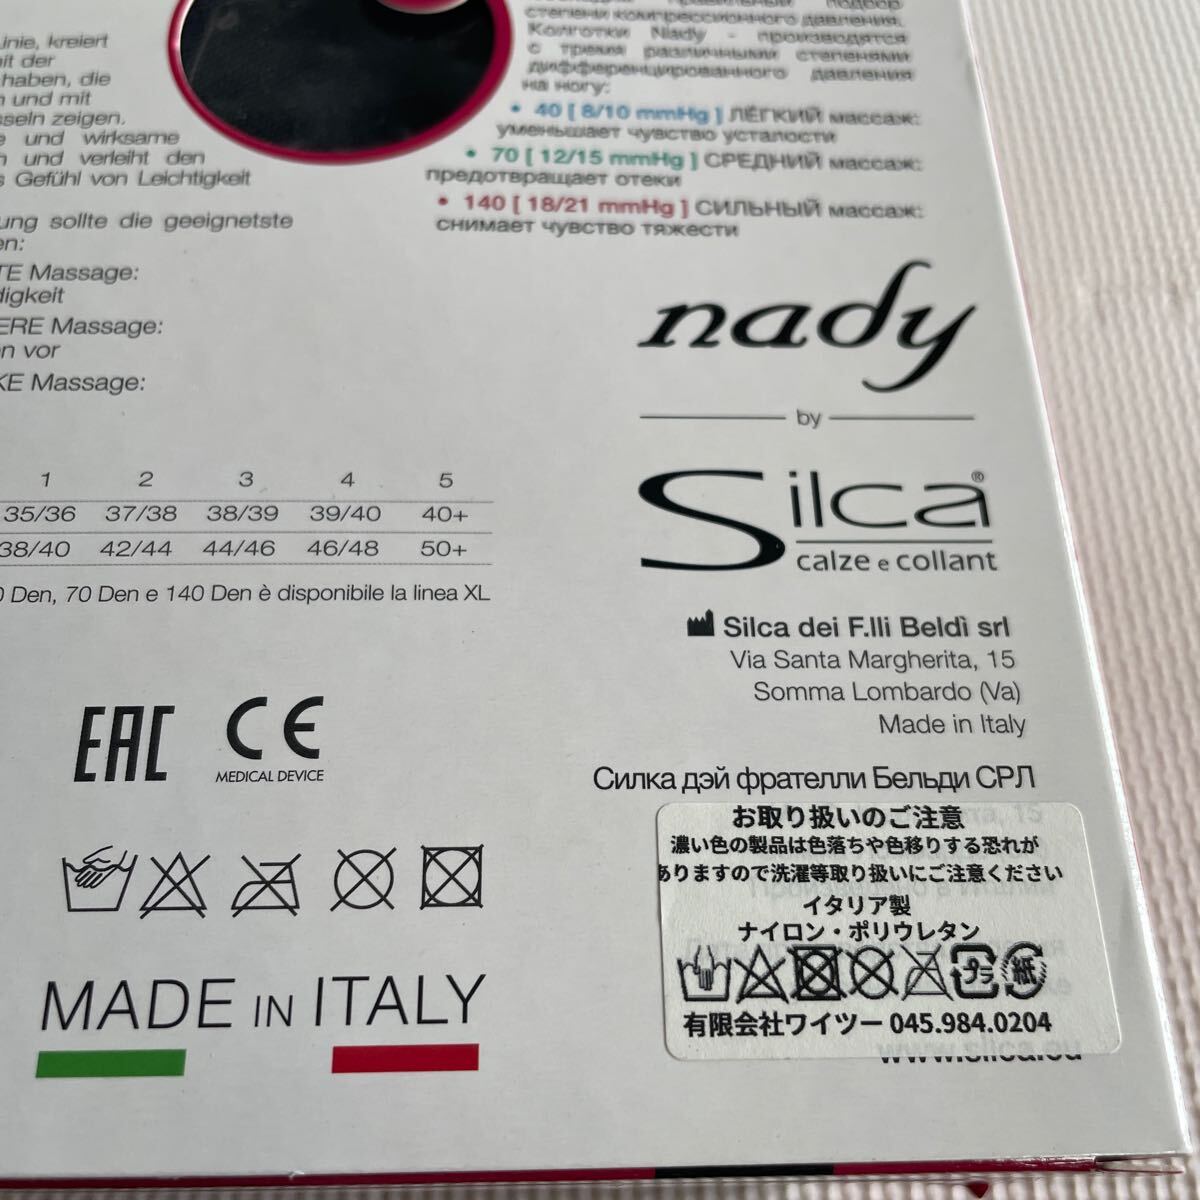 Linie, kreiert
mit der
haben, die
n und mit
sseln zeigen.
e und wirksame
h und verleiht den
s Gefühl von Leichtigkeit
ung sollte die geeignetste
en:
TE Massage:
digkeit
ERE Massage:
n vor
KE Massage:
правильный подбор
степени компрессионного давления.
Колготки Nady - производятся
с тремя различными степенями
дифференцированного давления
на ногу:
• 40 [ 8/10 mmHg ] ЛЁГКИЙ массаж:
уменьшает чувство усталости
• 70 [ 12/15 mmHg ] СРЕДНИЙ массаж:
предотвращает отеки
• 140 [ 18/21 mmHg ] СИЛЬНЫЙ массаж:
снимает чувство тяжести
nady
by
Silca®
calze e collant
1 2 3 4 5
35/36 37/38 38/39 39/40 40+
38/40 42/44 44/46 46/48 50+
0 Den, 70 Den e 140 Den è disponibile la linea XL
Silca dei F.lli Beldì srl
Via Santa Margherita, 15
Somma Lombardo (Va)
Made in Italy
Силка дэй фрателли Бельди СРЛ
EAC CE
MEDICAL DEVICE
MADE IN ITALY
お取り扱いのご注意
濃い色の製品は色落ちや色移りする恐れが
ありますので洗濯等取り扱いにご注意ください
イタリア製
ナイロン・ポリウレタン
プラ 紙
有限会社ワイツー 045.984.0204
www.silca.eu